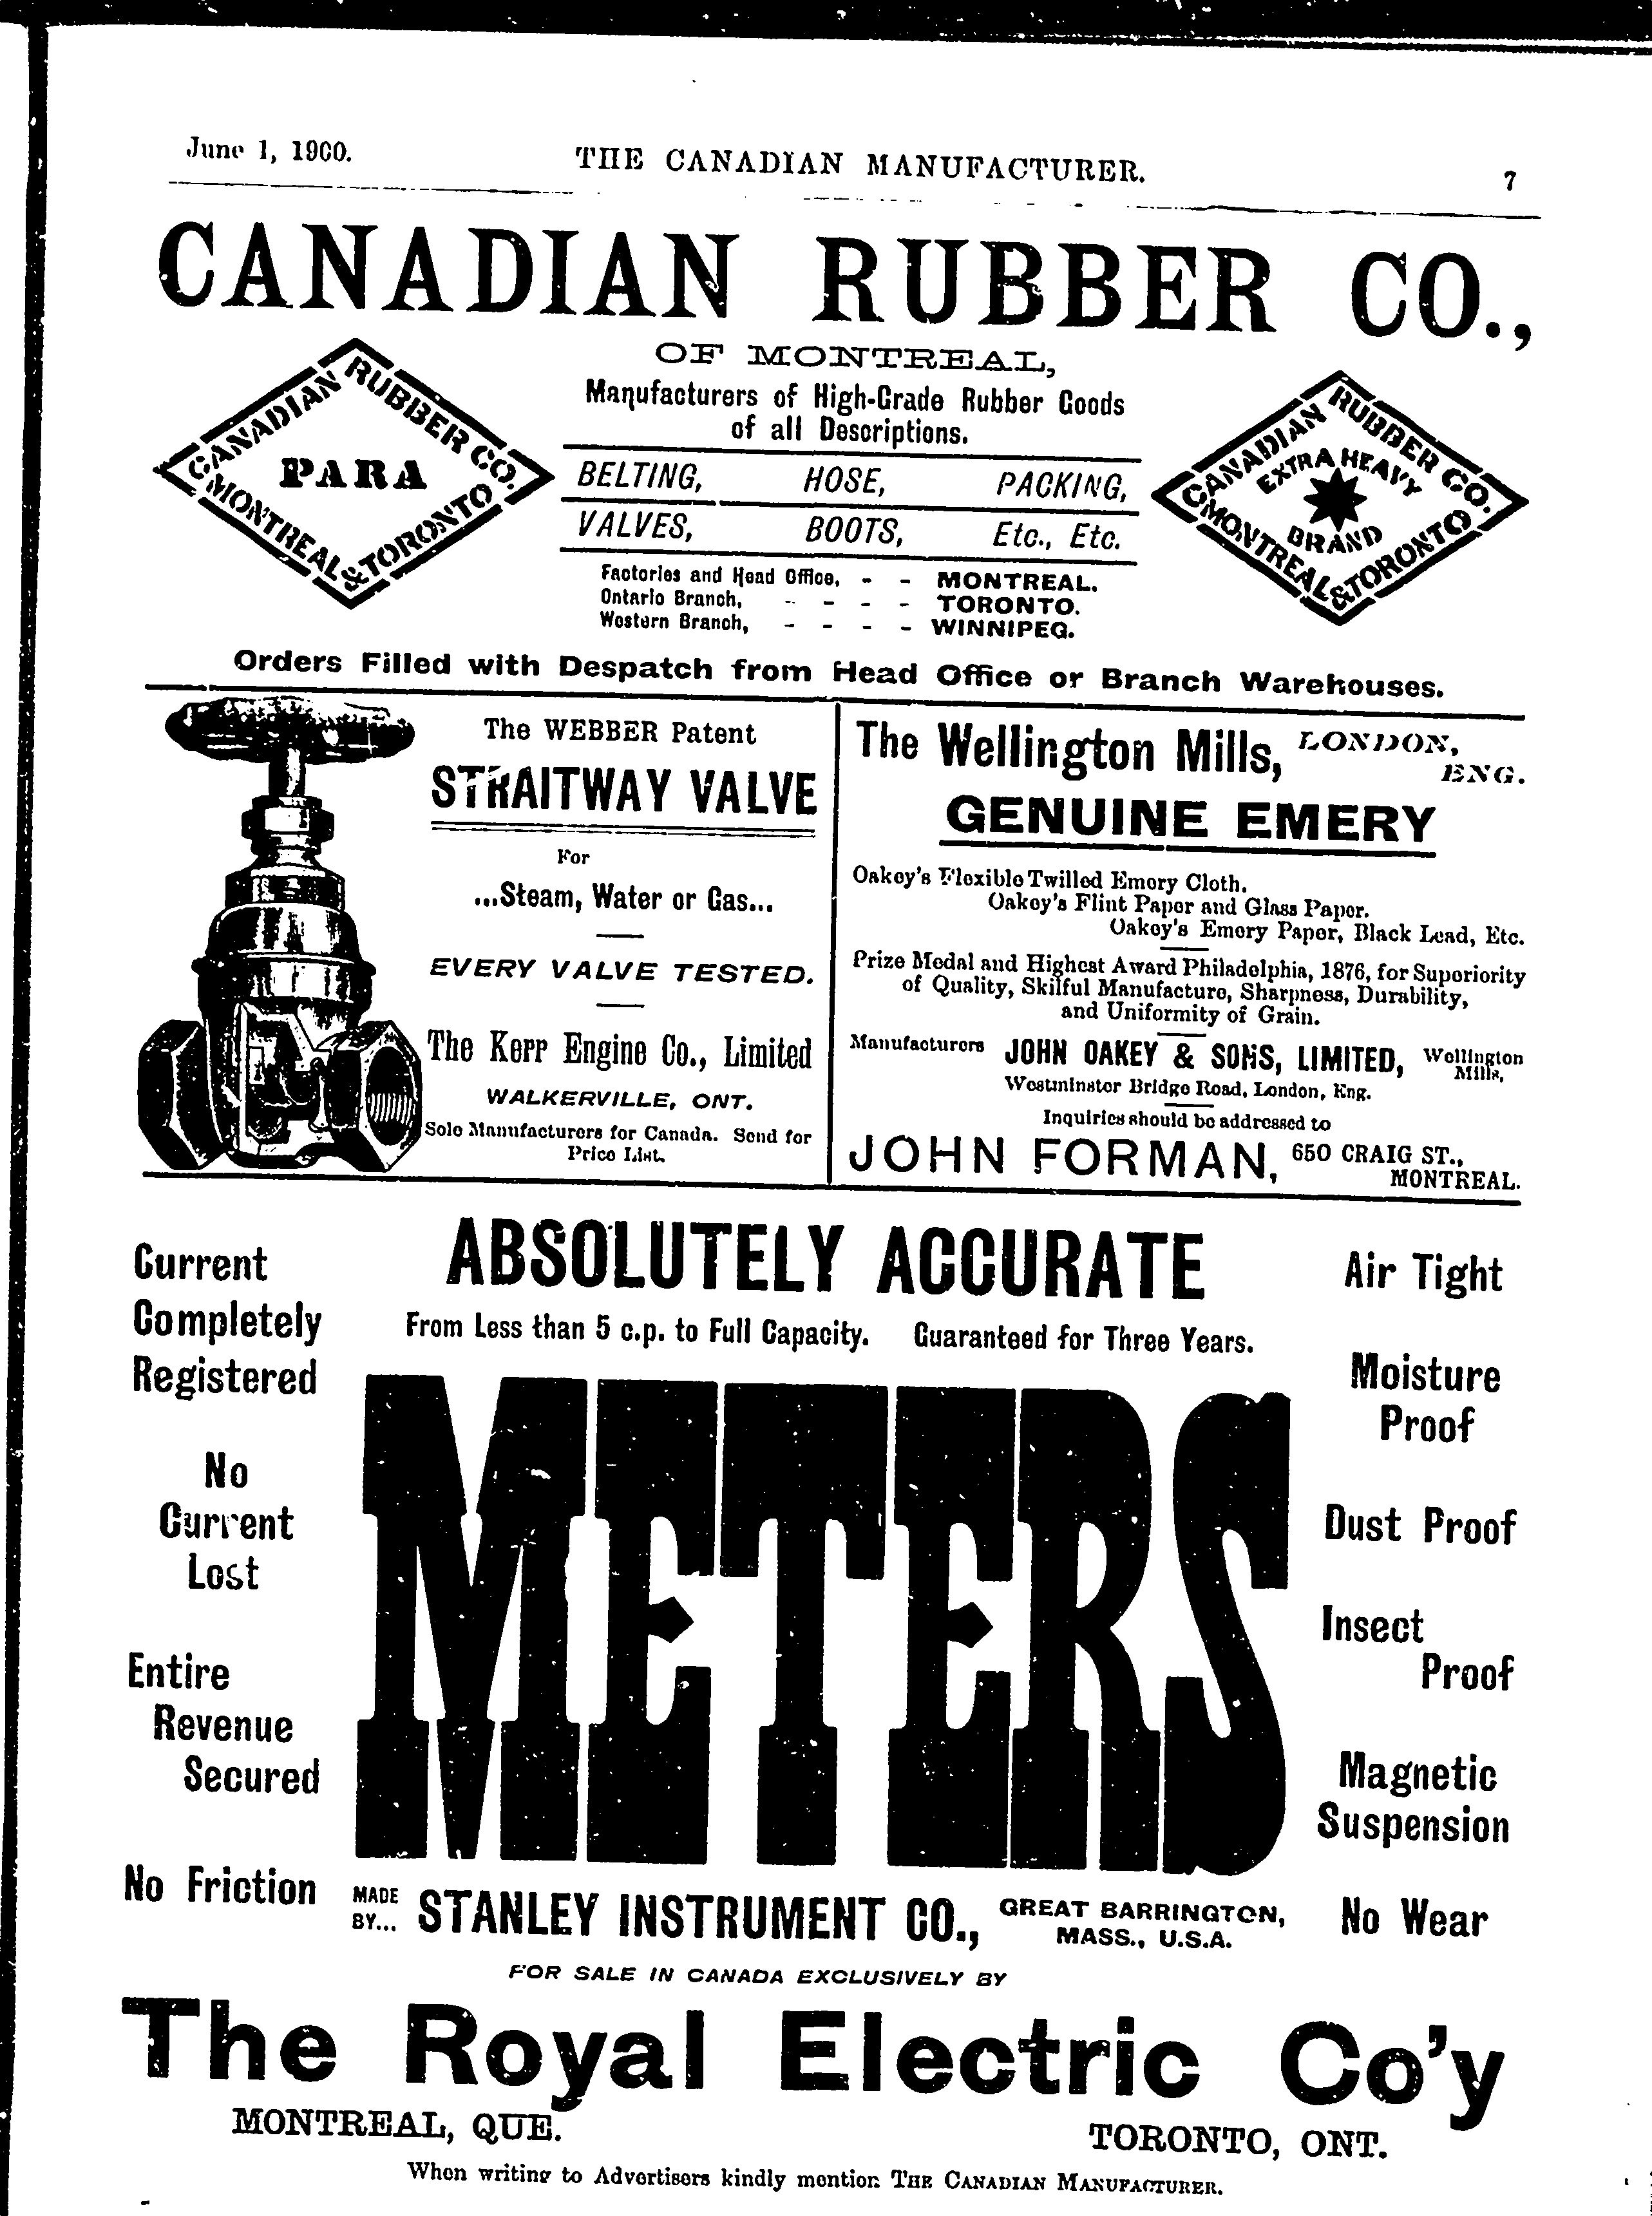 June 1, 1900.
THE CANADIAN MANUFACTURER.
7
CANADIAN RUBBER CO.,
OF MONTREAL,
Manufacturers of High-Grade Rubber Goods
of all Descriptions.
CANADIAN RUBBER CO.
PARA
MONTREAL & TORONTO
BELTING, HOSE, PACKING,
VALVES, BOOTS, Etc., Etc.
CANADIAN RUBBER CO.
EXTRA HEAVY
BRAND
MONTREAL & TORONTO
Factories and Head Office, - - MONTREAL.
Ontario Branch, - - - - TORONTO.
Western Branch, - - - - WINNIPEG.
Orders Filled with Despatch from Head Office or Branch Warehouses.
The WEBBER Patent
STRAITWAY VALVE
For
...Steam, Water or Gas...
EVERY VALVE TESTED.
The Kerr Engine Co., Limited
WALKERVILLE, ONT.
Sole Manufacturers for Canada. Send for
Price List.
The Wellington Mills, LONDON,
ENG.
GENUINE EMERY
Oakey's Flexible Twilled Emery Cloth.
Oakey's Flint Paper and Glass Paper.
Oakey's Emery Paper, Black Lead, Etc.
Prize Medal and Highest Award Philadelphia, 1876, for Superiority
of Quality, Skilful Manufacture, Sharpness, Durability,
and Uniformity of Grain.
Manufacturers JOHN OAKEY & SONS, LIMITED, Wellington
Mills,
Westminster Bridge Road, London, Eng.
Inquiries should be addressed to
JOHN FORMAN, 650 CRAIG ST.,
MONTREAL.
ABSOLUTELY ACCURATE
From Less than 5 c.p. to Full Capacity. Guaranteed for Three Years.
Current
Completely
Registered
No
Current
Lost
Entire
Revenue
Secured
No Friction
METERS
Air Tight
Moisture
Proof
Dust Proof
Insect
Proof
Magnetic
Suspension
No Wear
MADE
BY... STANLEY INSTRUMENT CO., GREAT BARRINGTON,
MASS., U.S.A.
FOR SALE IN CANADA EXCLUSIVELY BY
The Royal Electric Co'y
MONTREAL, QUE. TORONTO, ONT.
When writing to Advertisers kindly mention THE CANADIAN MANUFACTURER.